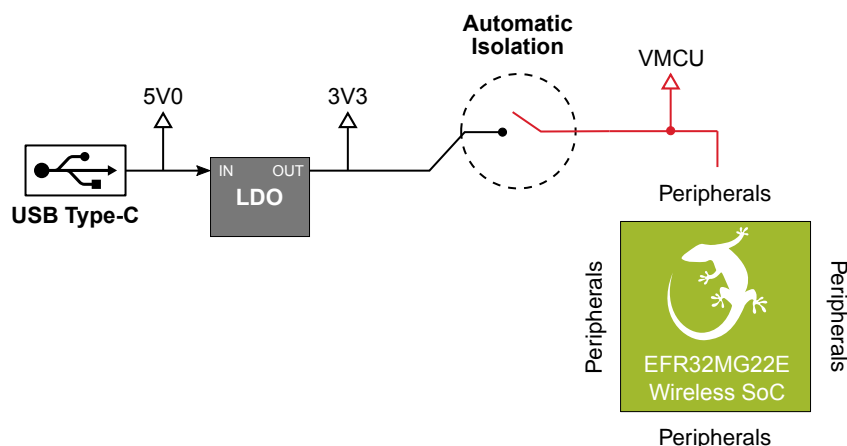 Automatic
Isolation
VMCU
5V0
3V3
IN
OUT
LDO
USB Type-C
Peripherals
Peripherals
Peripherals
EFR32MG22E
Wireless SoC
Peripherals